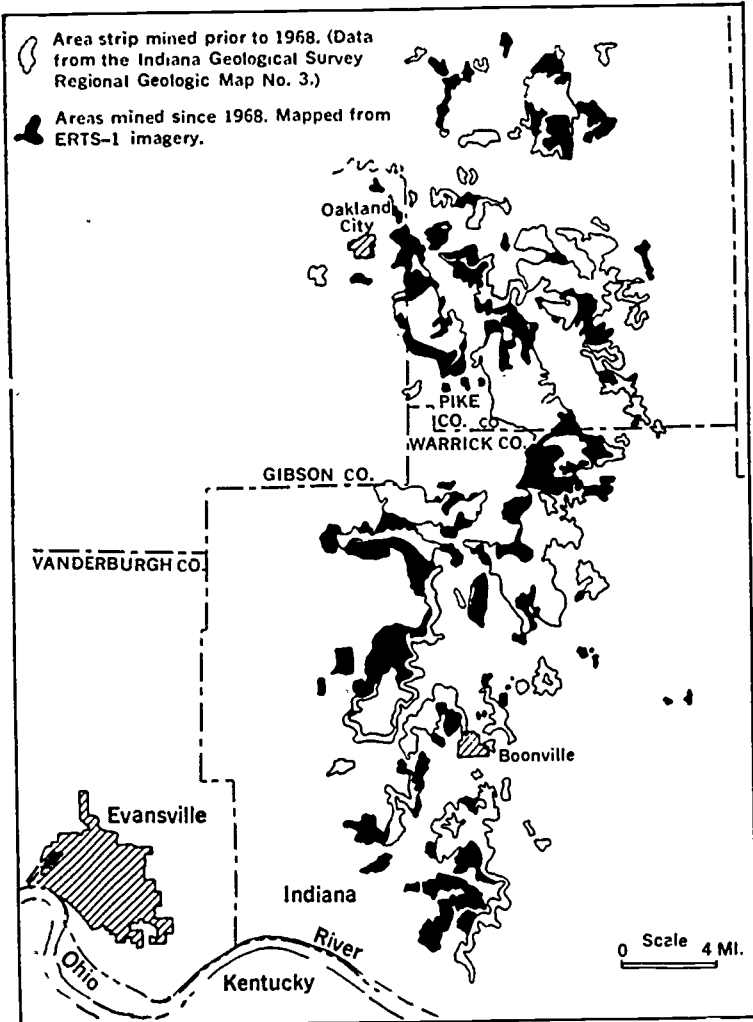 Area strip mined prior to 1968. (Data
from the Indiana Geological Survey
Regional Geologic Map No. 3.)
Areas mined since 1968. Mapped from
ERTS-1 imagery.
Oakland
City
PIKE
CO. CO
WARRICK CO.
GIBSON CO.
VANDERBURGH CO.
Boonville
Evansville
Indiana
River
Ohio
Kentucky
Scale
0 4 MI.